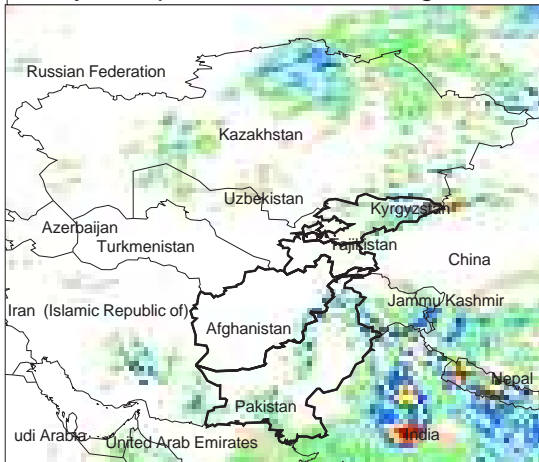 Russian Federation
Kazakhstan
Uzbekistan
Kyrgyzstan
Azerbaijan
Turkmenistan
Tajikistan
China
Iran (Islamic Republic of)
Jammu Kashmir
Afghanistan
Nepal
Pakistan
udi Arabia
United Arab Emirates
India